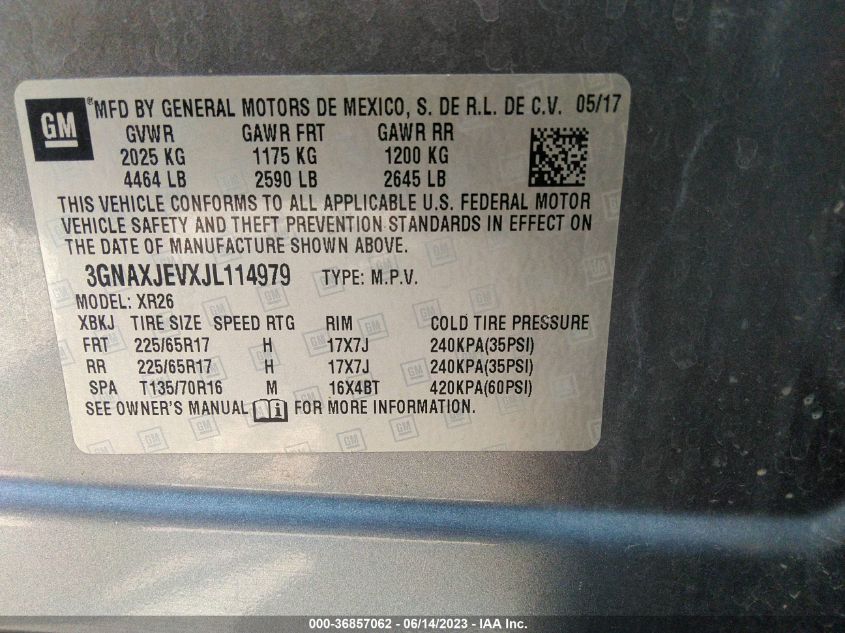 GM ® MFD BY GENERAL MOTORS DE MEXICO, S. DE R.L. DE C.V. 05/17
GVWR GAWR FRT GAWR RR
2025 KG 1175 KG 1200 KG
4464 LB 2590 LB 2645 LB
THIS VEHICLE CONFORMS TO ALL APPLICABLE U.S. FEDERAL MOTOR
VEHICLE SAFETY AND THEFT PREVENTION STANDARDS IN EFFECT ON
THE DATE OF MANUFACTURE SHOWN ABOVE.
3GNAXJEVXJL114979 TYPE: M.P.V.
MODEL: XR26
XBKJ TIRE SIZE SPEED RTG RIM COLD TIRE PRESSURE
FRT 225/65R17 H 17X7J 240KPA(35PSI)
RR 225/65R17 H 17X7J 240KPA(35PSI)
SPA T135/70R16 M 16X4BT 420KPA(60PSI)
SEE OWNER'S MANUAL FOR MORE INFORMATION.
000-36857062 - 06/14/2023 - IAA Inc.